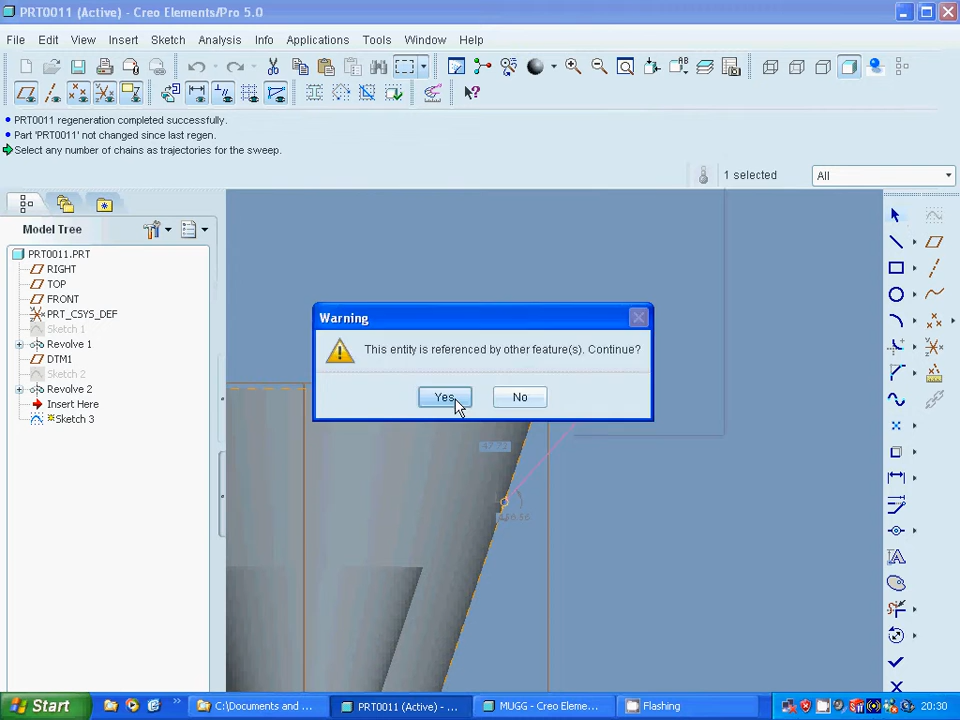 PRT0011 (Active) - Creo Elements/Pro 5.0
File Edit View Insert Sketch Analysis Info Applications Tools Window Help
PRT0011 regeneration completed successfully.
Part 'PRT0011' not changed since last regen.
Select any number of chains as trajectories for the sweep.
1 selected
All
Model Tree
PRT0011.PRT
RIGHT
TOP
FRONT
PRT_CSYS_DEF
Sketch 1
Revolve 1
DTM1
Sketch 2
Revolve 2
Insert Here
Sketch 3
Warning
This entity is referenced by other feature(s). Continue?
Yes No
Start
C:\Documents and ...
PRT0011 (Active) - ...
MUGG - Creo Eleme...
Flashing
20:30